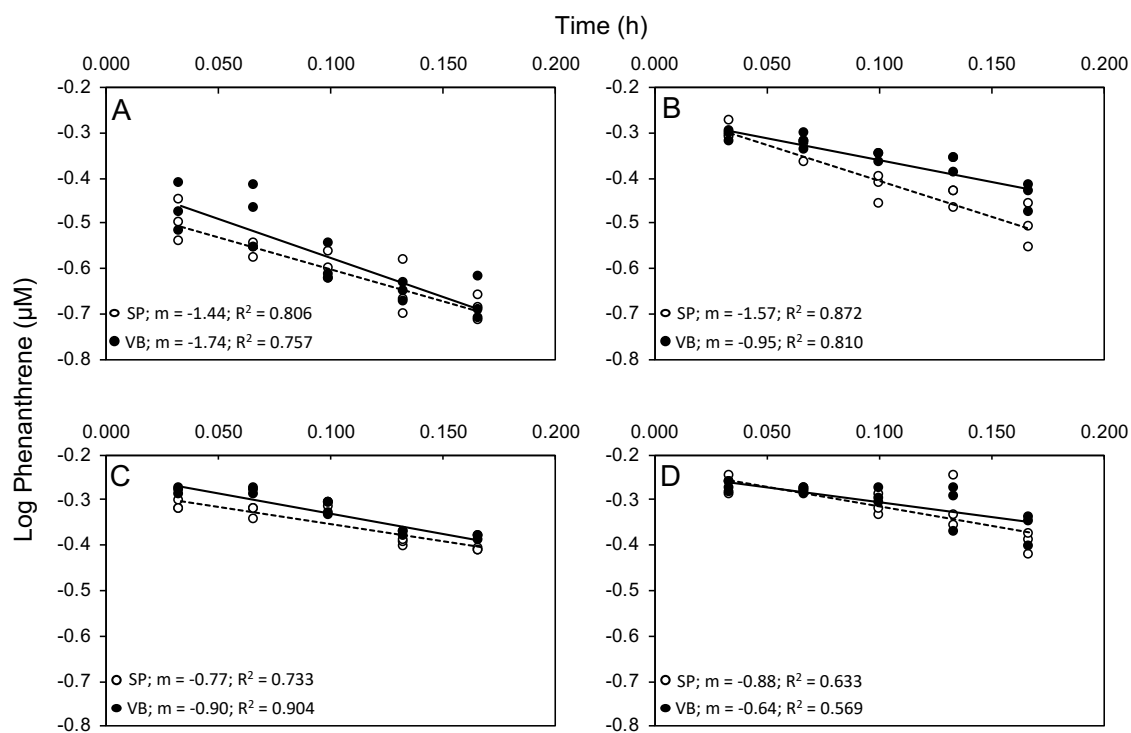 Time (h)
0.000 0.050 0.100 0.150 0.200 0.000 0.050 0.100 0.150 0.200
-0.2 A -0.2 B
-0.3 -0.3
-0.4 -0.4
-0.5 -0.5
-0.6 -0.6
-0.7 SP; m = -1.44; R² = 0.806 -0.7 SP; m = -1.57; R² = 0.872
VB; m = -1.74; R² = 0.757 VB; m = -0.95; R² = 0.810
-0.8 -0.8
Log Phenanthrene (µM)
0.000 0.050 0.100 0.150 0.200 0.000 0.050 0.100 0.150 0.200
-0.2 C -0.2 D
-0.3 -0.3
-0.4 -0.4
-0.5 -0.5
-0.6 -0.6
-0.7 SP; m = -0.77; R² = 0.733 -0.7 SP; m = -0.88; R² = 0.633
VB; m = -0.90; R² = 0.904 VB; m = -0.64; R² = 0.569
-0.8 -0.8